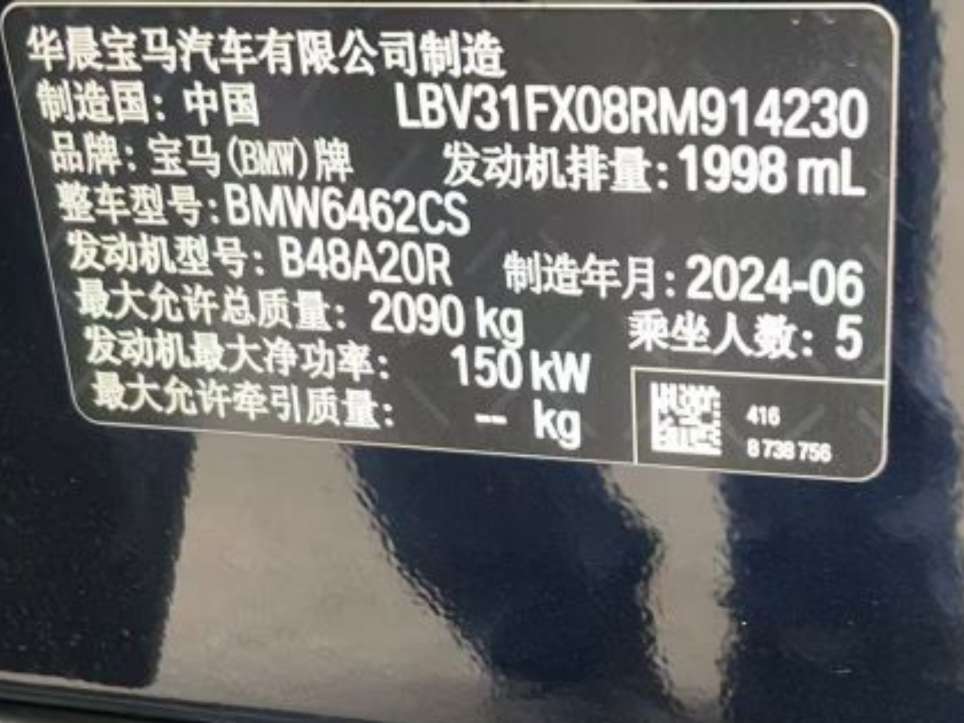 华晨宝马汽车有限公司制造
制造国：中国 LBV31FX08RM914230
品牌：宝马(BMW)牌 发动机排量：1998 mL
整车型号：BMW6462CS
发动机型号：B48A20R 制造年月：2024-06
最大允许总质量：2090 kg 乘坐人数：5
发动机最大净功率：150 kW
最大允许牵引质量：-- kg
416
8 738 756